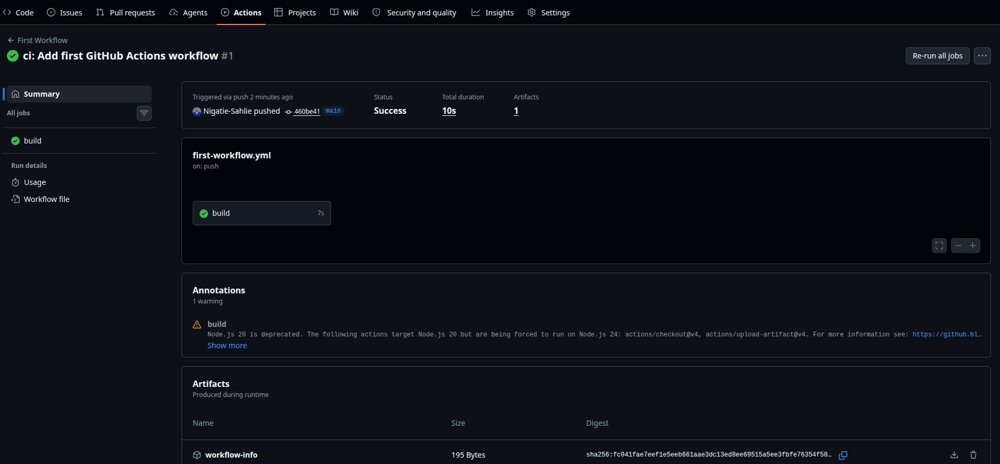 Code Issues Pull requests Agents Actions Projects Wiki Security and quality Insights Settings
First Workflow
ci: Add first GitHub Actions workflow #1
Re-run all jobs
Summary
All jobs
build
Run details
Usage
Workflow file
Triggered via push 2 minutes ago
Nigatie-Sahlie pushed 460be41 main
Status
Success
Total duration
10s
Artifacts
1
first-workflow.yml
on: push
build 7s
Annotations
1 warning
build
Node.js 20 is deprecated. The following actions target Node.js 20 but are being forced to run on Node.js 24: actions/checkout@v4, actions/upload-artifact@v4. For more information see: https://github.bl…
Show more
Artifacts
Produced during runtime
Name Size Digest
workflow-info 195 Bytes sha256:fc041fae7eef1e5eeb661aae3dc13ed8ee69515a5ee3fbfe76354f58…